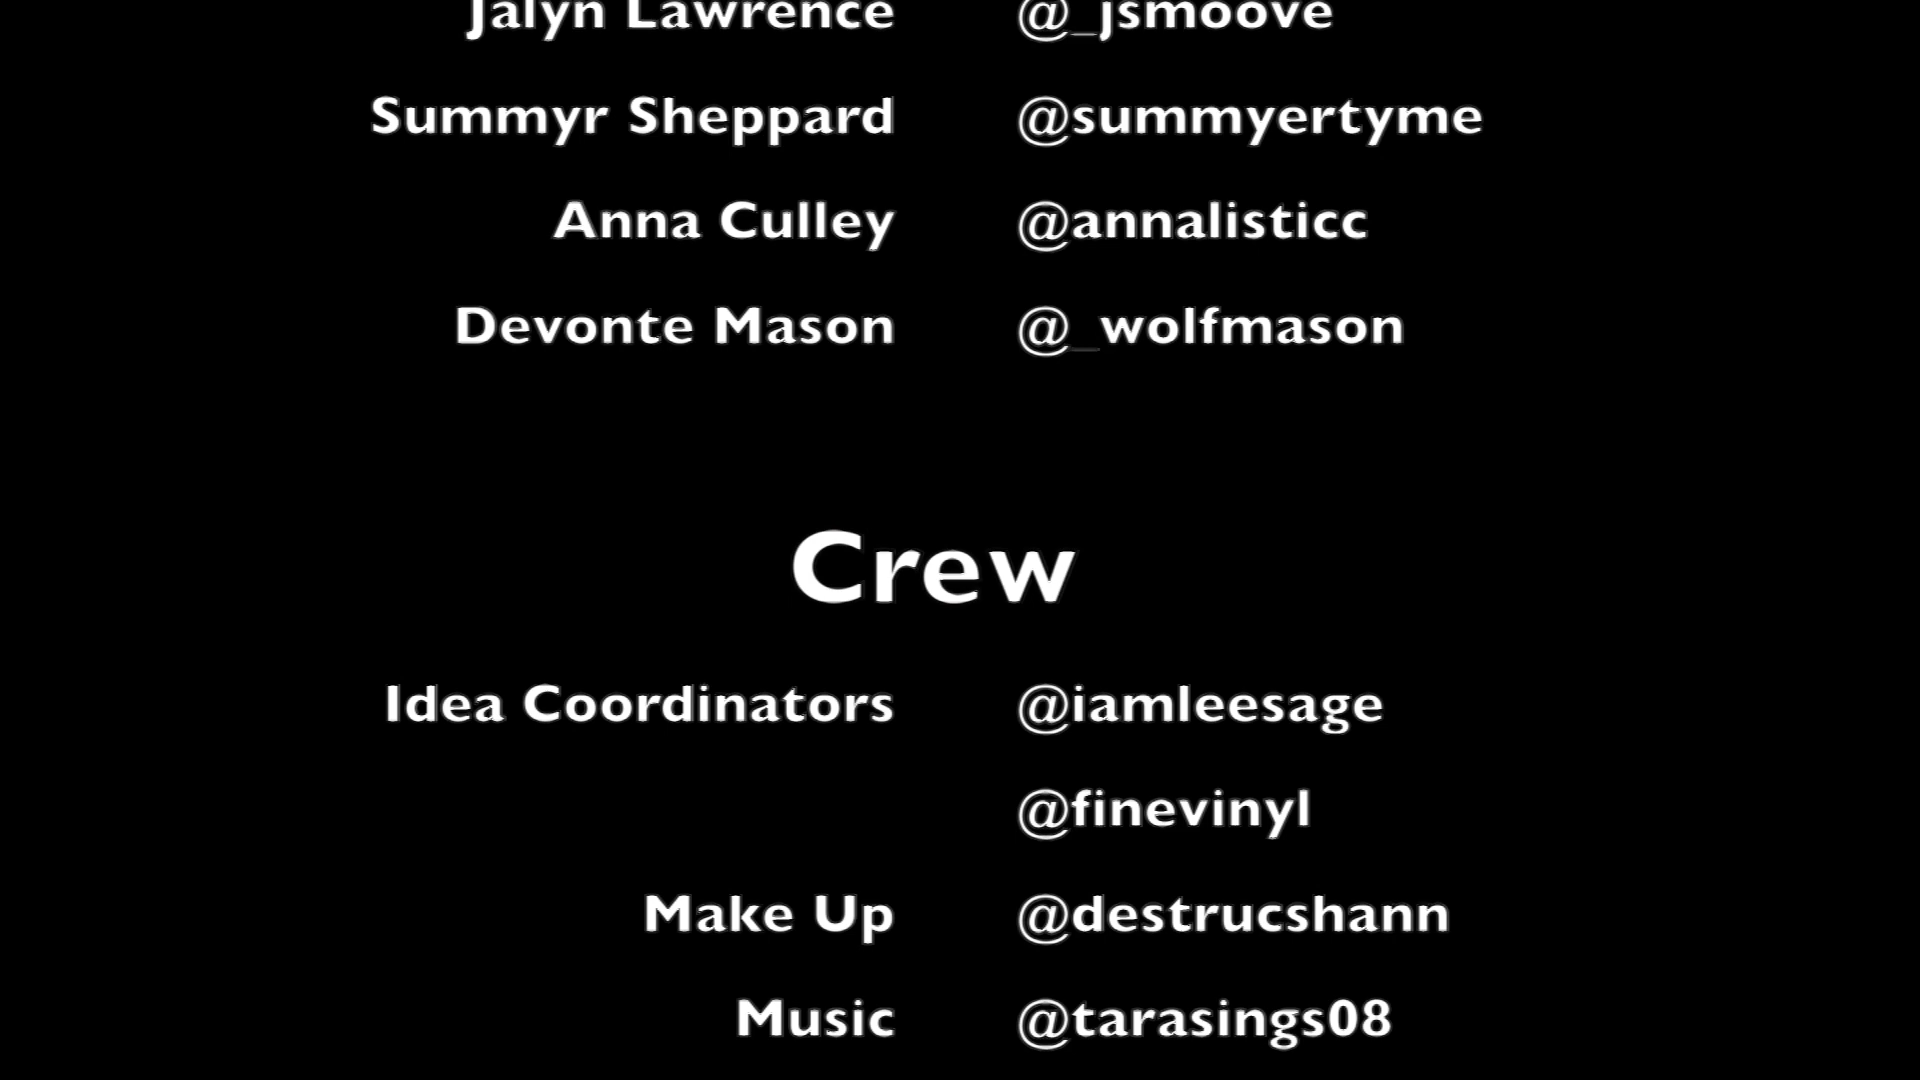 Jalyn Lawrence @_jsmoove
Summyr Sheppard @summyertyme
Anna Culley @annalisticc
Devonte Mason @_wolfmason
Crew
Idea Coordinators @iamleesage
@finevinyl
Make Up @destrucshann
Music @tarasings08